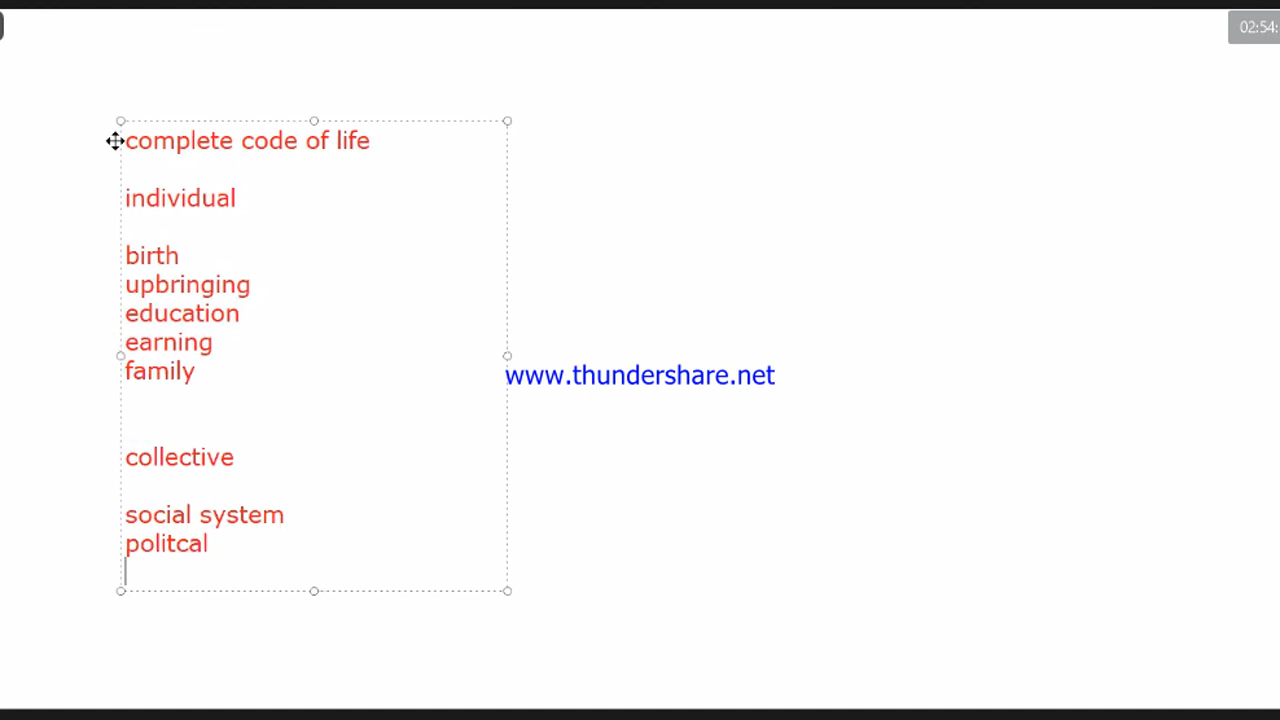 02:54:
complete code of life
individual
birth
upbringing
education
earning
family
www.thundershare.net
collective
social system
politcal